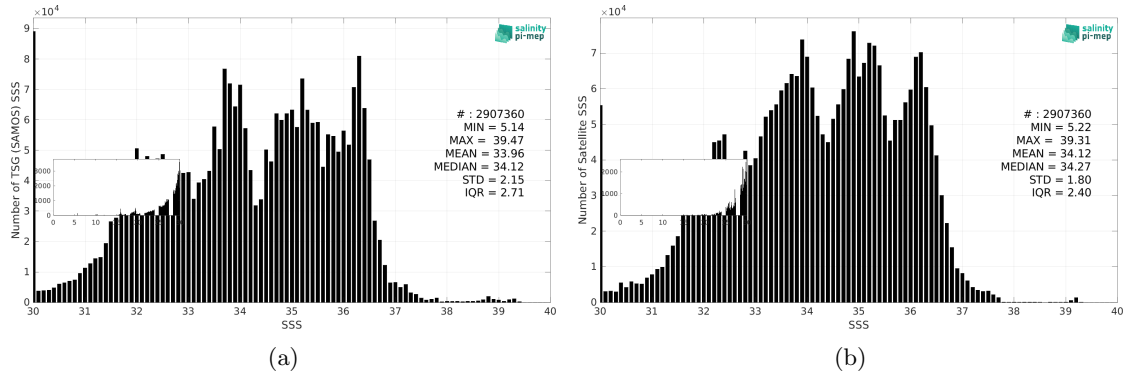 ×10⁴
salinity
pi-mep
# : 2907360
MIN = 5.14
MAX = 39.47
MEAN = 33.96
MEDIAN = 34.12
STD = 2.15
IQR = 2.71
Number of TSG (SAMOS) SSS
9
8
7
6
5
4
3
2
1
0
3000
2000
1000
0
0 5 10 15
30 31 32 33 34 35 36 37 38 39 40
SSS
(a)
×10⁴
salinity
pi-mep
# : 2907360
MIN = 5.22
MAX = 39.31
MEAN = 34.12
MEDIAN = 34.27
STD = 1.80
IQR = 2.40
Number of Satellite SSS
7
6
5
4
3
2
1
0
2000
1000
0
0 5 10 15
30 31 32 33 34 35 36 37 38 39 40
SSS
(b)